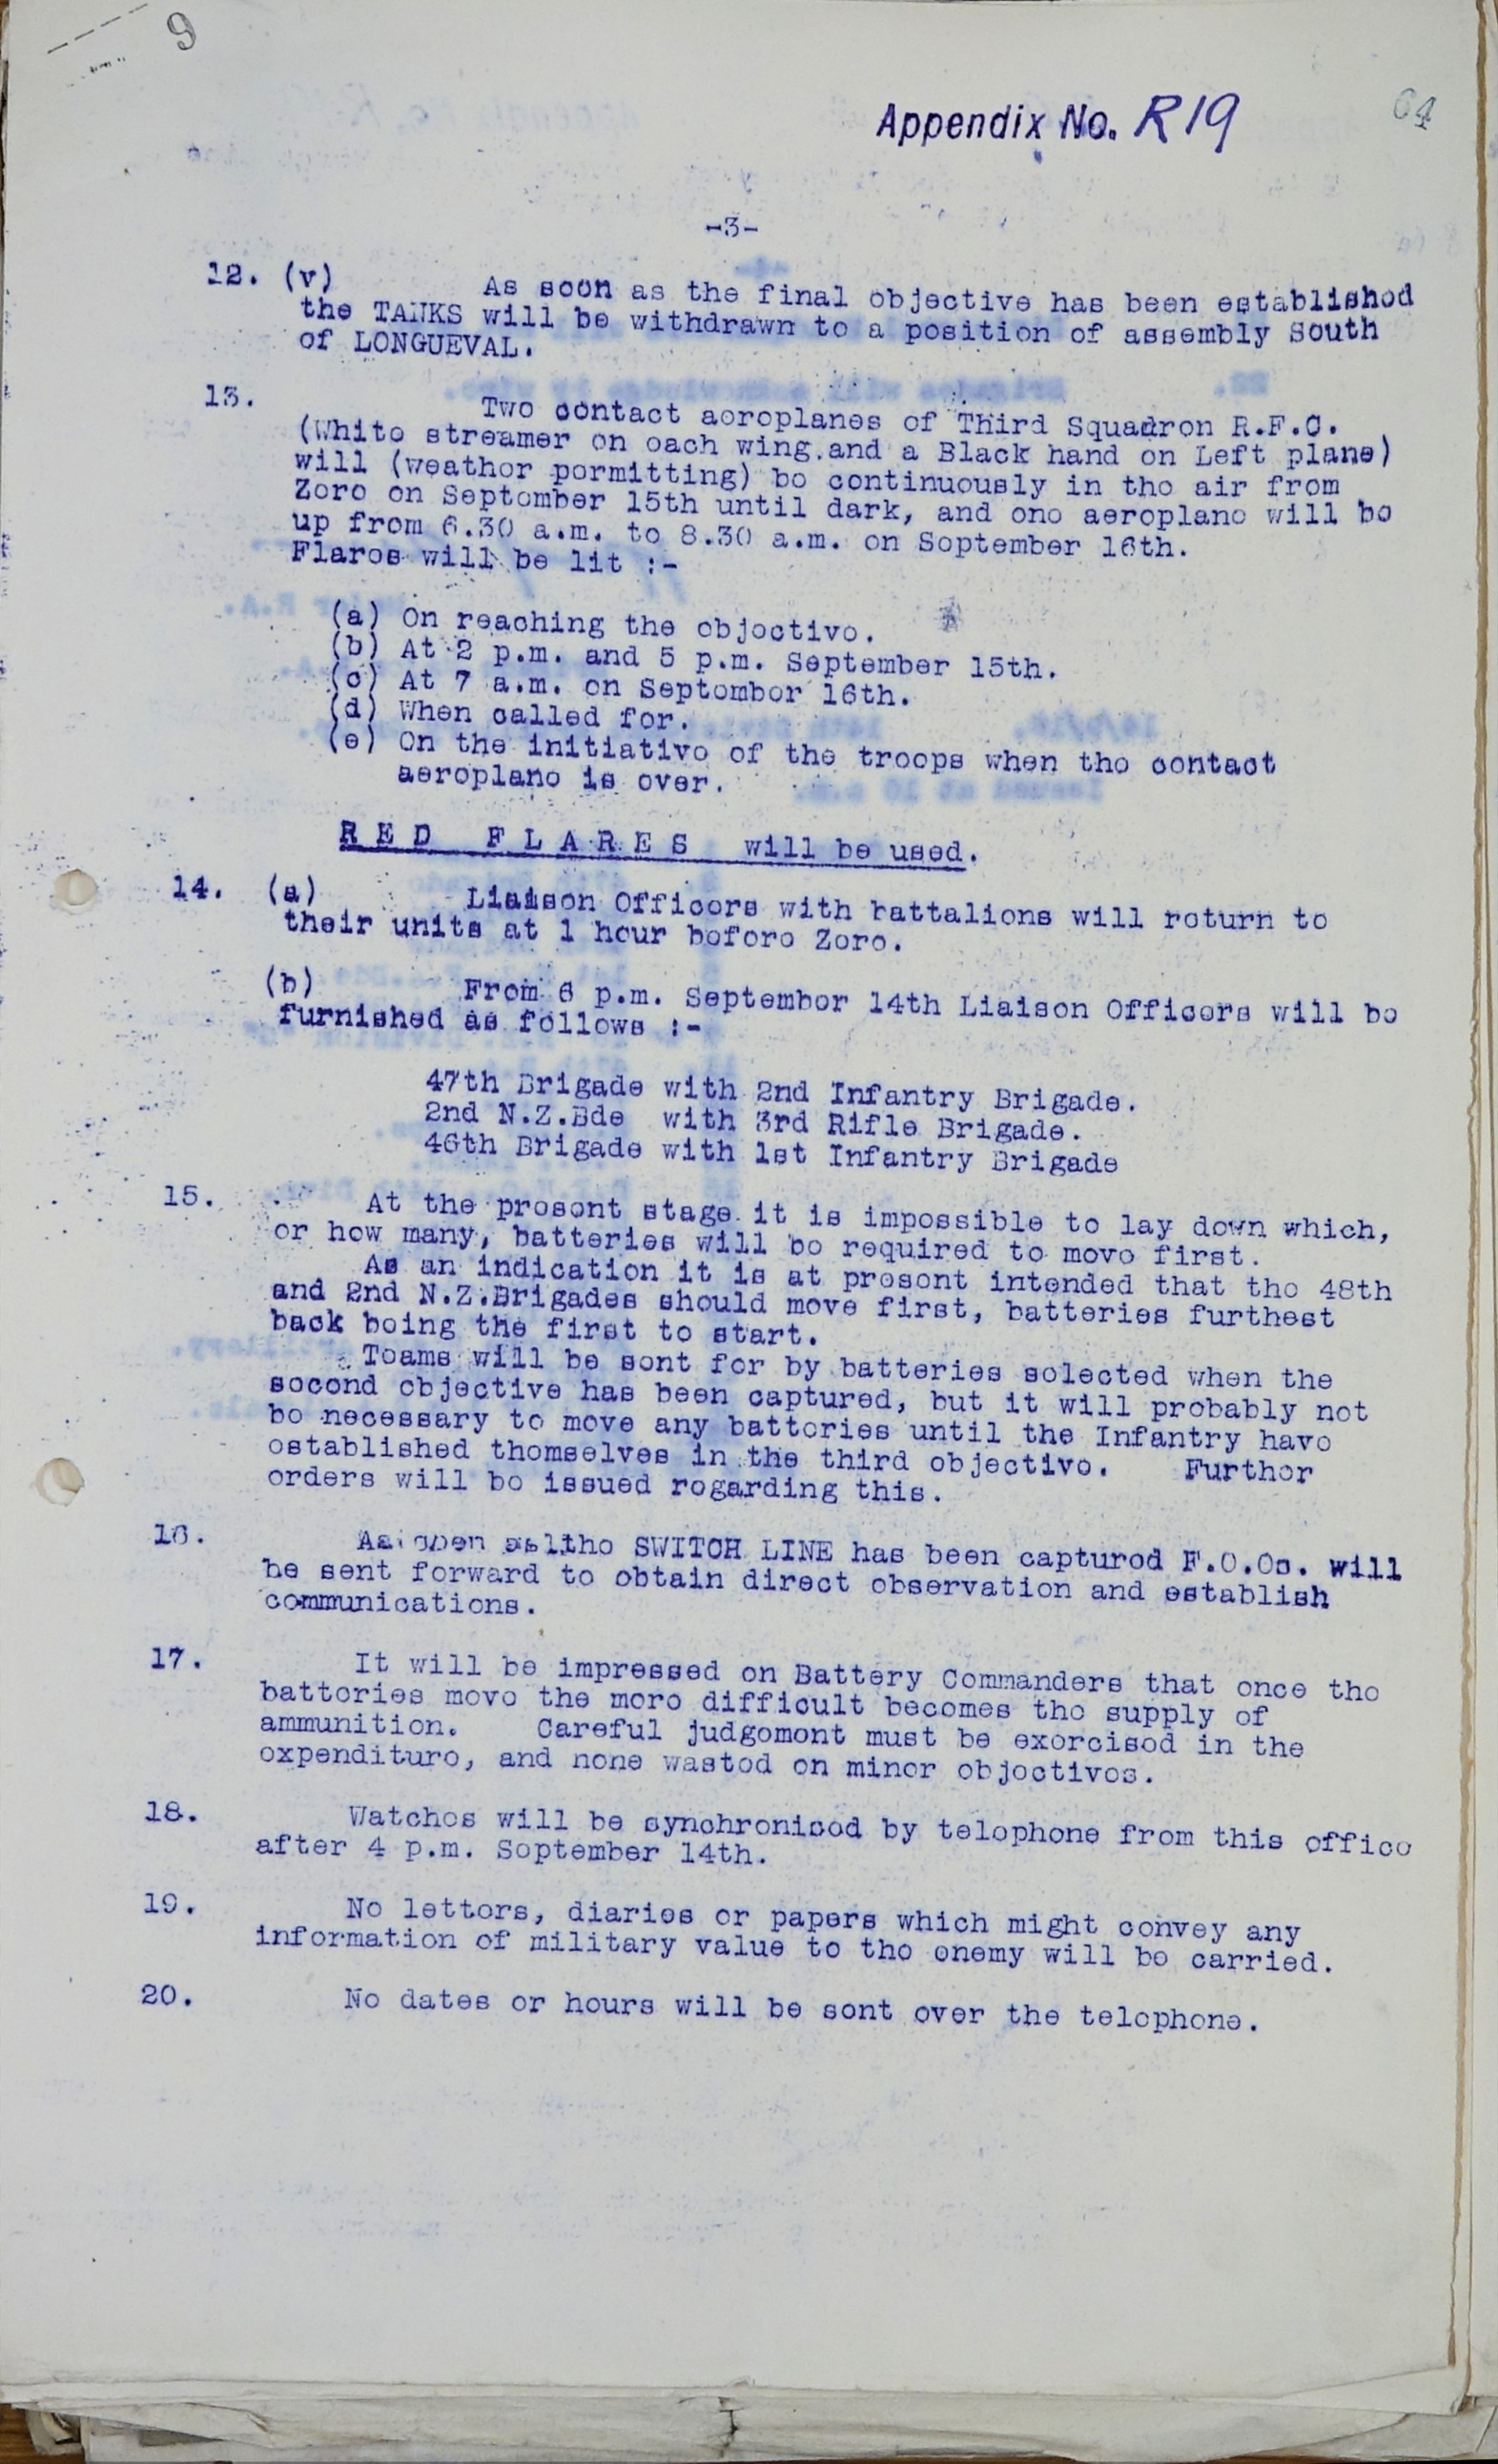 9
Appendix No. R19
64
-3-
12. (v) As soon as the final objective has been established
the TANKS will be withdrawn to a position of assembly South
of LONGUEVAL.
13. Two contact aeroplanes of Third Squadron R.F.C.
(White streamer on each wing.and a Black hand on Left plane)
will (weather permitting) be continuously in the air from
Zero on September 15th until dark, and one aeroplane will be
up from 6.30 a.m. to 8.30 a.m. on September 16th.
Flares will be lit :-
(a) On reaching the objective.
(b) At 2 p.m. and 5 p.m. September 15th.
(c) At 7 a.m. on September 16th.
(d) When called for.
(e) On the initiative of the troops when the contact
aeroplane is over.
RED FLARES will be used.
14. (a) Liaison Officers with battalions will return to
their units at 1 hour before Zero.
(b) From 6 p.m. September 14th Liaison Officers will be
furnished as follows :-
47th Brigade with 2nd Infantry Brigade.
2nd N.Z.Bde with 3rd Rifle Brigade.
46th Brigade with 1st Infantry Brigade
15. At the present stage it is impossible to lay down which,
or how many, batteries will be required to move first.
As an indication it is at present intended that the 48th
and 2nd N.Z.Brigades should move first, batteries furthest
back being the first to start.
Teams will be sent for by batteries selected when the
second objective has been captured, but it will probably not
be necessary to move any batteries until the Infantry have
established themselves in the third objective. Further
orders will be issued regarding this.
16. As soon as the SWITCH LINE has been captured F.O.Os. will
be sent forward to obtain direct observation and establish
communications.
17. It will be impressed on Battery Commanders that once the
batteries move the more difficult becomes the supply of
ammunition. Careful judgement must be exercised in the
expenditure, and none wasted on minor objectives.
18. Watches will be synchronised by telephone from this office
after 4 p.m. September 14th.
19. No letters, diaries or papers which might convey any
information of military value to the enemy will be carried.
20. No dates or hours will be sent over the telephone.